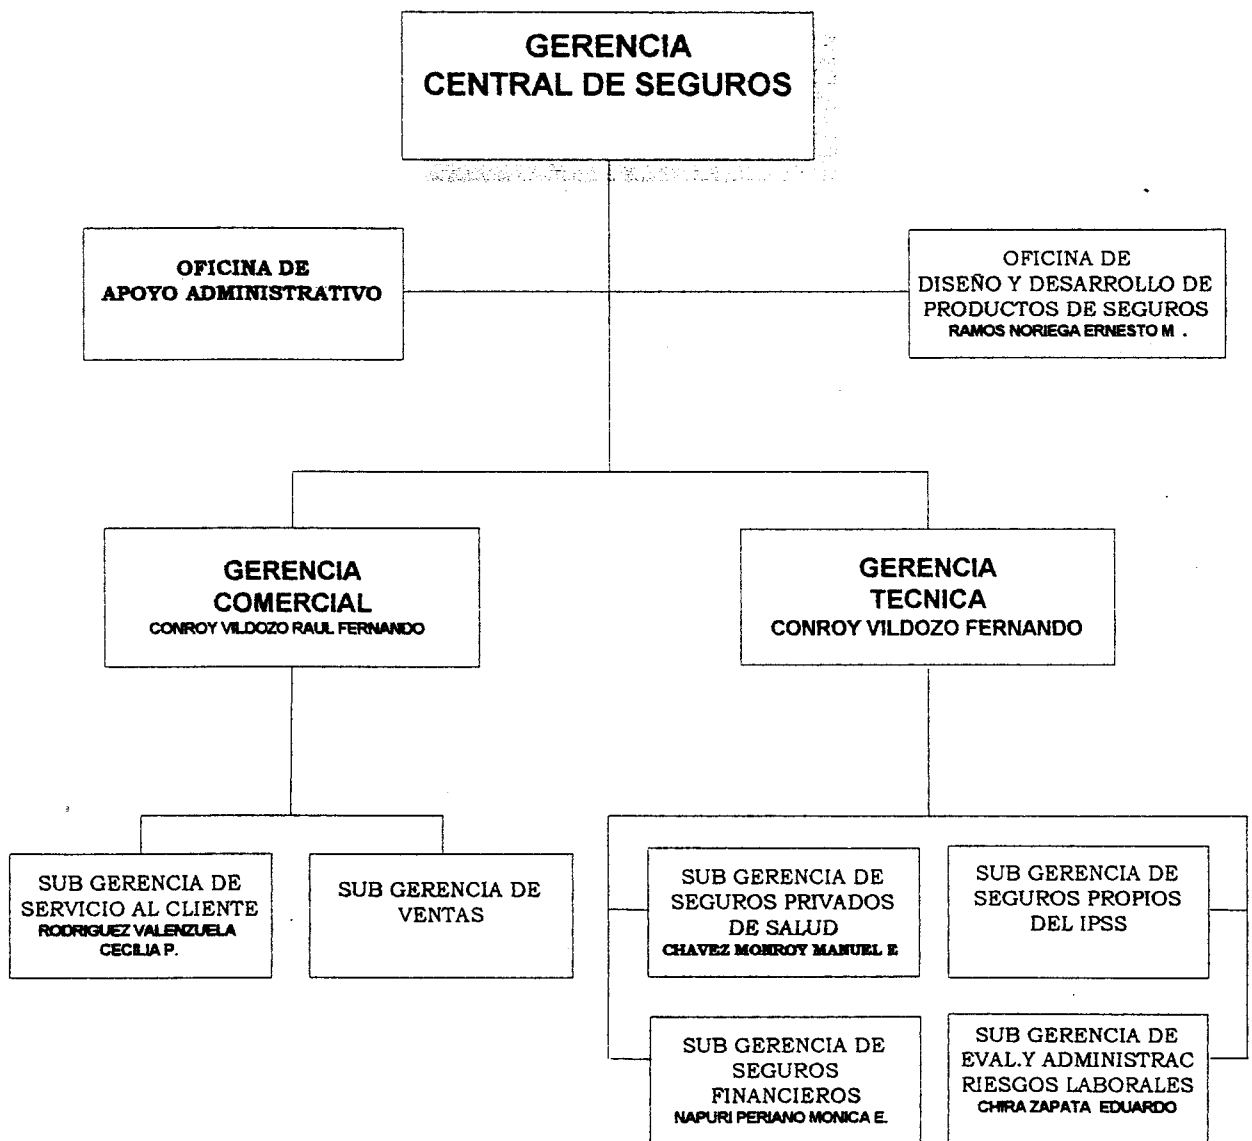 GERENCIA
CENTRAL DE SEGUROS
OFICINA DE
APOYO ADMINISTRATIVO
OFICINA DE
DISEÑO Y DESARROLLO DE
PRODUCTOS DE SEGUROS
RAMOS NORIEGA ERNESTO M .
GERENCIA
COMERCIAL
CONROY VILDOZO RAUL FERNANDO
GERENCIA
TECNICA
CONROY VILDOZO FERNANDO
SUB GERENCIA DE
SERVICIO AL CLIENTE
RODRIGUEZ VALENZUELA
CECILIA P.
SUB GERENCIA DE
VENTAS
SUB GERENCIA DE
SEGUROS PRIVADOS
DE SALUD
CHAVEZ MONROY MANUEL E
SUB GERENCIA DE
SEGUROS PROPIOS
DEL IPSS
SUB GERENCIA DE
SEGUROS
FINANCIEROS
NAPURI PERIANO MONICA E.
SUB GERENCIA DE
EVAL.Y ADMINISTRAC
RIESGOS LABORALES
CHIRA ZAPATA EDUARDO